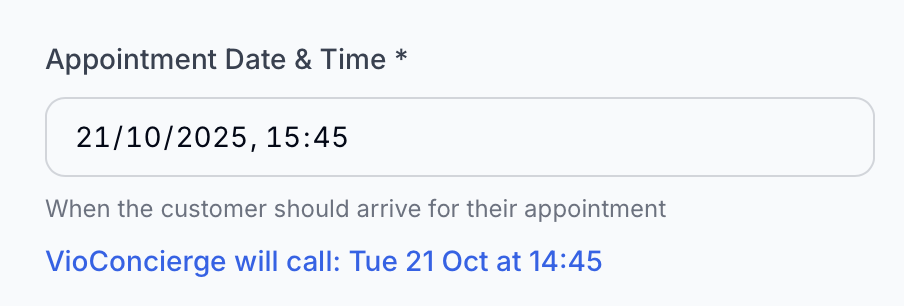 Appointment Date & Time *
21/10/2025, 15:45
When the customer should arrive for their appointment
VioConcierge will call: Tue 21 Oct at 14:45